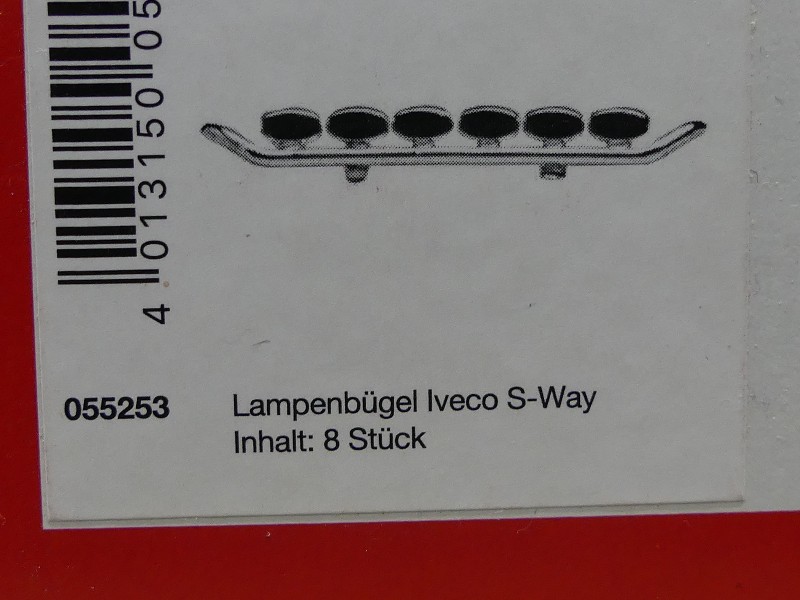 4 013150 05
055253 Lampenbügel Iveco S-Way
Inhalt: 8 Stück